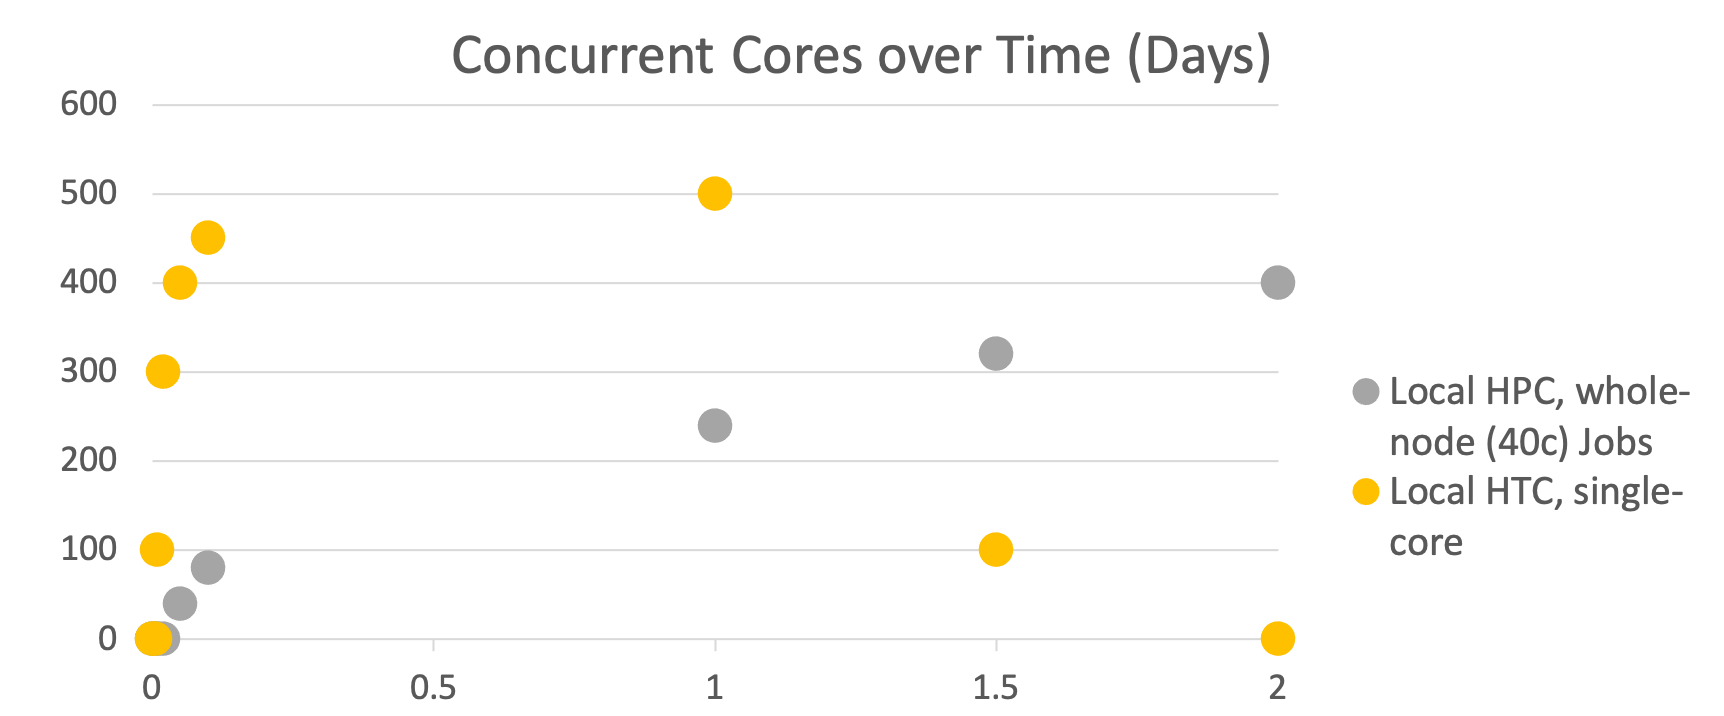 Concurrent Cores over Time (Days)
600
500
400
300
200
100
0
0 0.5 1 1.5 2
Local HPC, whole-
node (40c) Jobs
Local HTC, single-
core